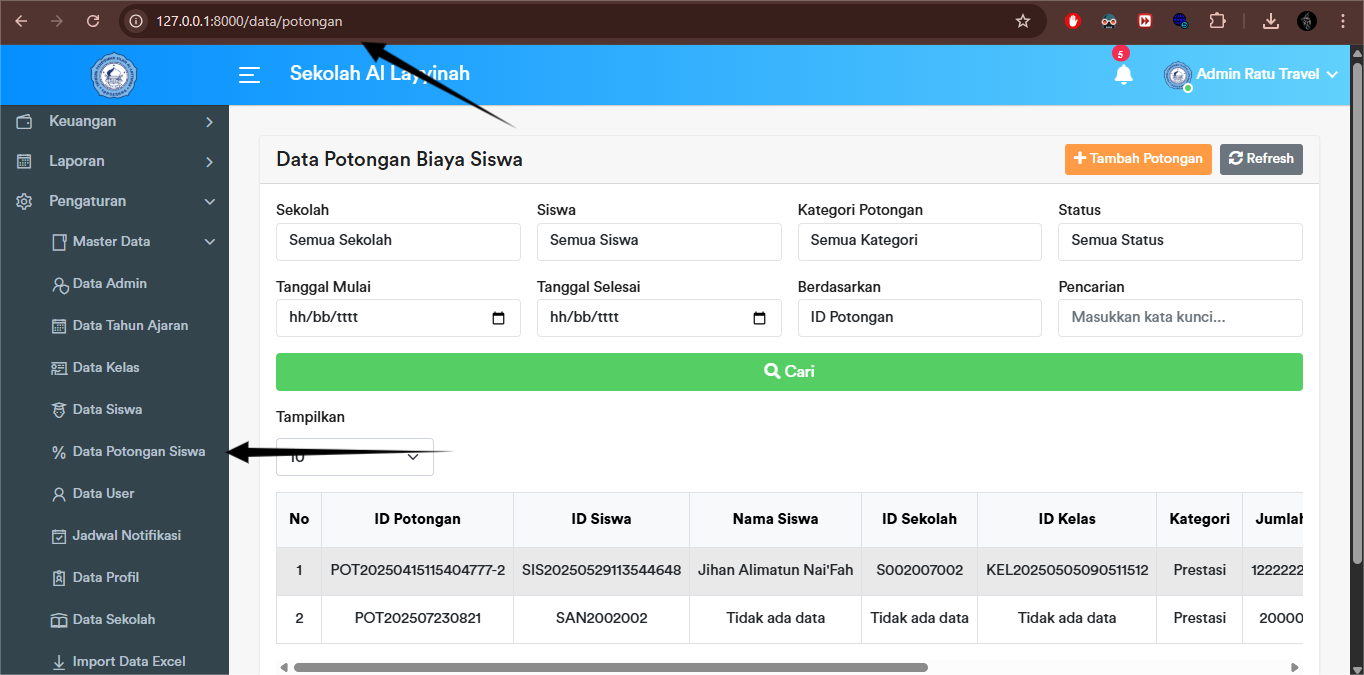 127.0.0.1:8000/data/potongan
5
Sekolah Al Layyinah
Admin Ratu Travel
Keuangan
Laporan
Pengaturan
Master Data
Data Admin
Data Tahun Ajaran
Data Kelas
Data Siswa
Data Potongan Siswa
Data User
Jadwal Notifikasi
Data Profil
Data Sekolah
Import Data Excel
Data Potongan Biaya Siswa
Tambah Potongan Refresh
Sekolah Siswa Kategori Potongan Status
Semua Sekolah Semua Siswa Semua Kategori Semua Status
Tanggal Mulai Tanggal Selesai Berdasarkan Pencarian
hh/bb/tttt hh/bb/tttt ID Potongan Masukkan kata kunci...
Cari
Tampilkan
10
No ID Potongan ID Siswa Nama Siswa ID Sekolah ID Kelas Kategori Jumlah
1 POT20250415115404777-2 SIS20250529113544648 Jihan Alimatun Nai'Fah S002007002 KEL20250505090511512 Prestasi 1222222
2 POT202507230821 SAN2002002 Tidak ada data Tidak ada data Tidak ada data Prestasi 20000